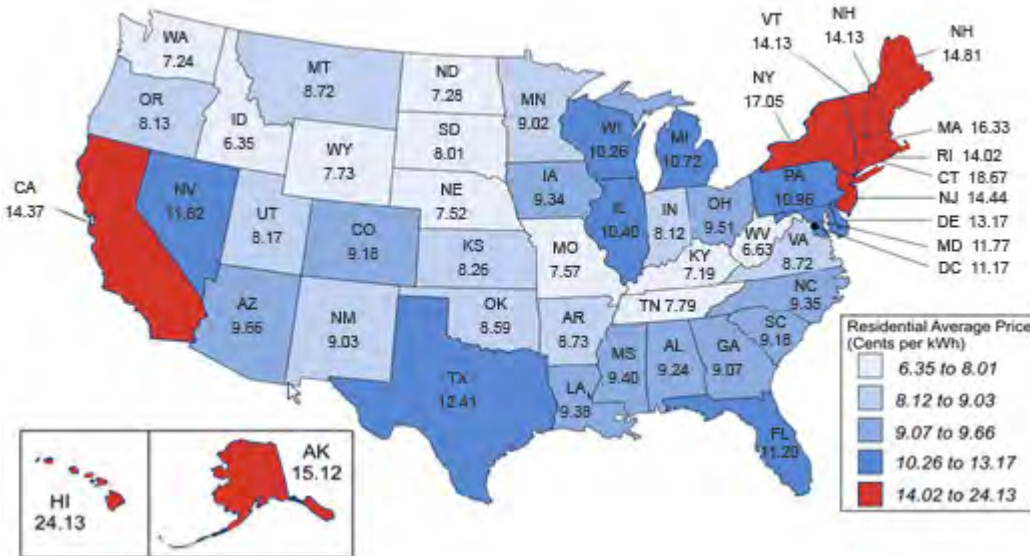 WA
7.24
OR
8.13
CA
14.37
ID
6.35
NV
11.82
MT
8.72
WY
7.73
UT
8.17
CO
9.18
AZ
9.66
NM
9.03
ND
7.28
SD
8.01
NE
7.52
KS
8.26
OK
8.59
TX
12.41
MN
9.02
IA
9.34
MO
7.57
AR
8.73
LA
9.38
WI
10.26
IL
10.40
MI
10.72
IN
8.12
OH
9.51
KY
7.19
TN 7.79
MS
9.40
AL
9.24
GA
9.07
FL
11.20
SC
9.18
NC
9.35
VA
8.72
WV
6.63
PA
10.96
NY
17.05
VT
14.13
NH
14.13
NH
14.81
MA 16.33
RI 14.02
CT 18.67
NJ 14.44
DE 13.17
MD 11.77
DC 11.17
HI
24.13
AK
15.12
Residential Average Price
(Cents per kWh)
6.35 to 8.01
8.12 to 9.03
9.07 to 9.66
10.26 to 13.17
14.02 to 24.13